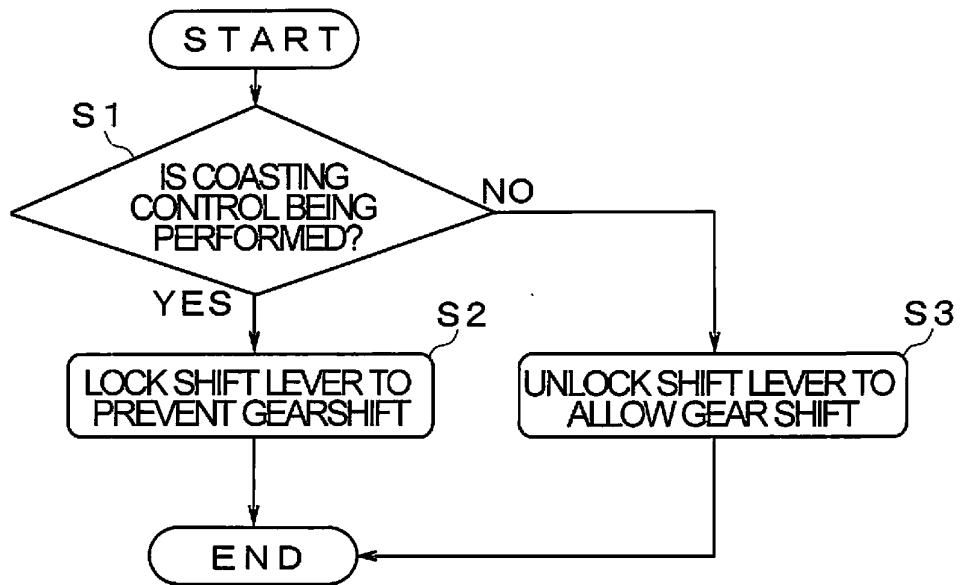 START
S1
IS COASTING
CONTROL BEING
PERFORMED?
NO
YES
S2
LOCK SHIFT LEVER TO
PREVENT GEARSHIFT
S3
UNLOCK SHIFT LEVER TO
ALLOW GEAR SHIFT
END